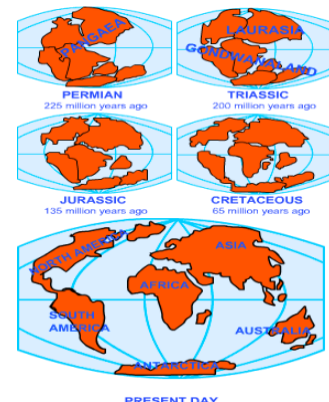 PANGAEA
PERMIAN
225 million years ago
LAURASIA
GONDWANALAND
TRIASSIC
200 million years ago
JURASSIC
135 million years ago
CRETACEOUS
65 million years ago
NORTH AMERICA
ASIA
AFRICA
SOUTH
AMERICA
AUSTRALIA
ANTARCTICA
PRESENT DAY